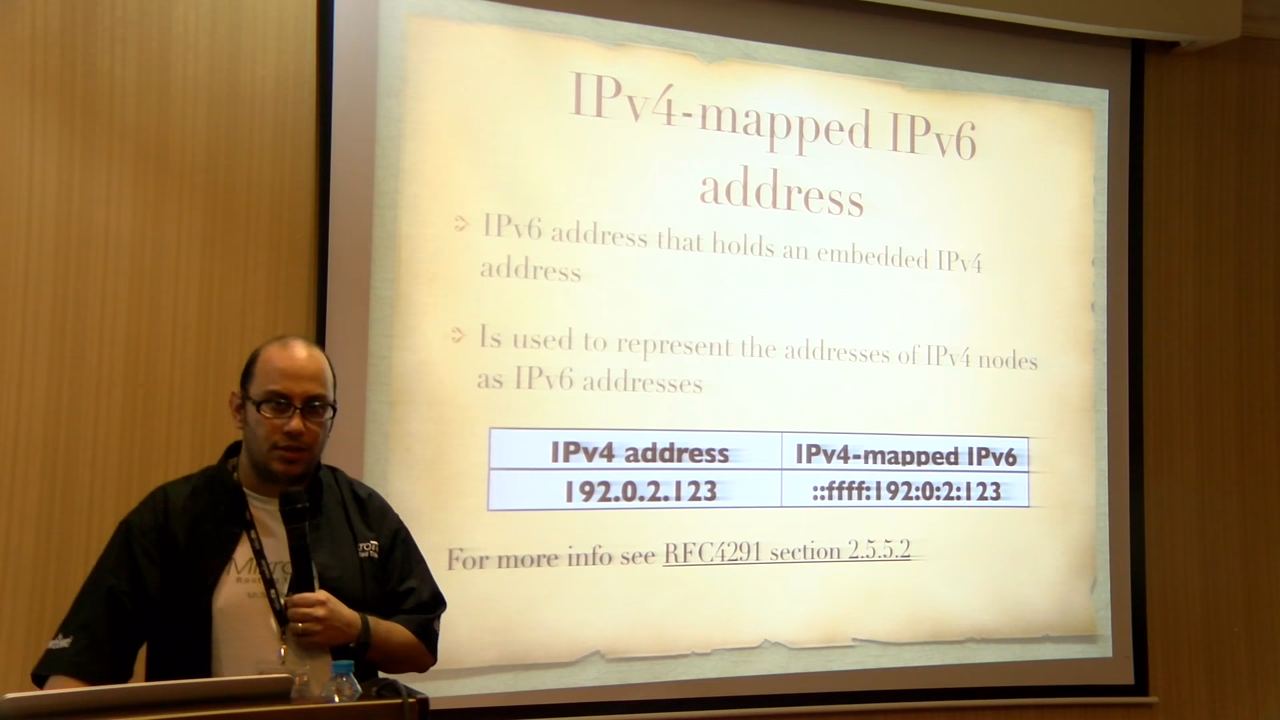 IPv4-mapped IPv6
address
IPv6 address that holds an embedded IPv4
address
Is used to represent the addresses of IPv4 nodes
as IPv6 addresses
IPv4 address IPv4-mapped IPv6
192.0.2.123 ::ffff:192:0:2:123
For more info see RFC4291 section 2.5.5.2